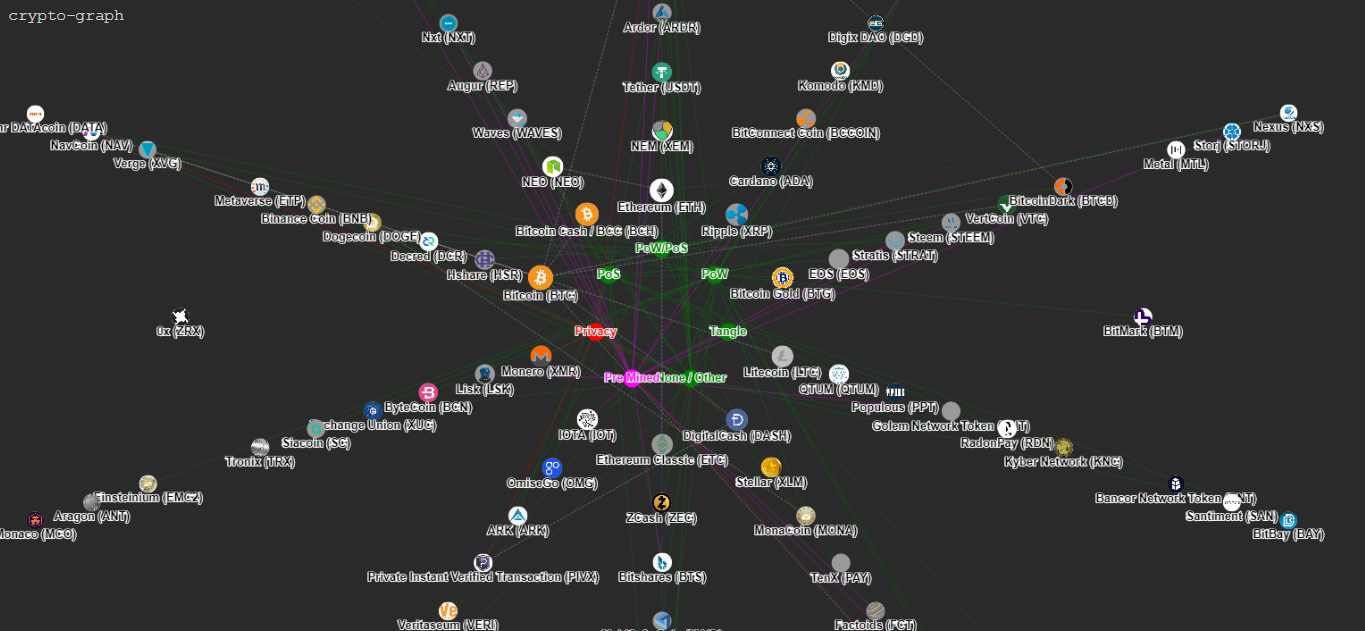 crypto-graph
Nxt (NXT)
Ardor (ARDR)
Digix DAO (DGD)
Augur (REP)
Tether (USDT)
Komodo (KMD)
DATAcoin (DATA)
Waves (WAVES)
BitConnect Coin (BCCOIN)
Nexus (NXS)
NavCoin (NAV)
NEM (XEM)
Storj (STORJ)
Verge (XVG)
Metal (MTL)
NEO (NEO)
Cardano (ADA)
Metaverse (ETP)
Ethereum (ETH)
BitcoinDark (BTCD)
Binance Coin (BNB)
VertCoin (VTC)
Bitcoin Cash / BCC (BCH)
Ripple (XRP)
Dogecoin (DOGE)
Steem (STEEM)
PoW/PoS
Decred (DCR)
Stratis (STRAT)
Hshare (HSR)
PoS
PoW
EOS (EOS)
Bitcoin (BTC)
Bitcoin Gold (BTG)
0x (ZRX)
Privacy
Tangle
BitMark (BTM)
Monero (XMR)
Litecoin (LTC)
Pre Mined
None / Other
Lisk (LSK)
QTUM (QTUM)
ByteCoin (BCN)
Populous (PPT)
change Union (XUC)
Golem Network Token
Siacoin (SC)
IOTA (IOT)
DigitalCash (DASH)
RadonPay (RDN)
Tronix (TRX)
Ethereum Classic (ETC)
Kyber Network (KNC)
OmiseGo (OMG)
Stellar (XLM)
Einsteinium (EMC2)
Bancor Network Token
Aragon (ANT)
ZCash (ZEC)
Santiment (SAN)
Monaco (MCO)
ARK (ARK)
MonaCoin (MONA)
BitBay (BAY)
Private Instant Verified Transaction (PIVX)
Bitshares (BTS)
TenX (PAY)
Veritaseum (VERI)
Factoids (FCT)